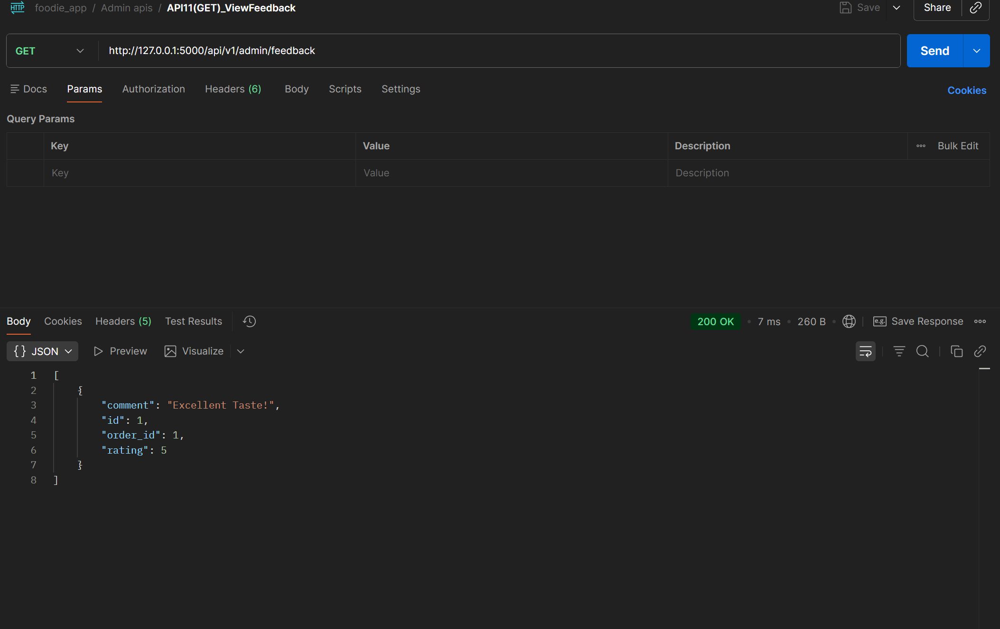 HTTP foodie_app / Admin apis / API11(GET)_ViewFeedback Save Share
GET http://127.0.0.1:5000/api/v1/admin/feedback Send
Docs Params Authorization Headers (6) Body Scripts Settings Cookies
Query Params
Key Value Description Bulk Edit
Key Value Description
Body Cookies Headers (5) Test Results 200 OK • 7 ms • 260 B • e.g. Save Response
{} JSON Preview Visualize
1 [
2 {
3 "comment": "Excellent Taste!",
4 "id": 1,
5 "order_id": 1,
6 "rating": 5
7 }
8 ]